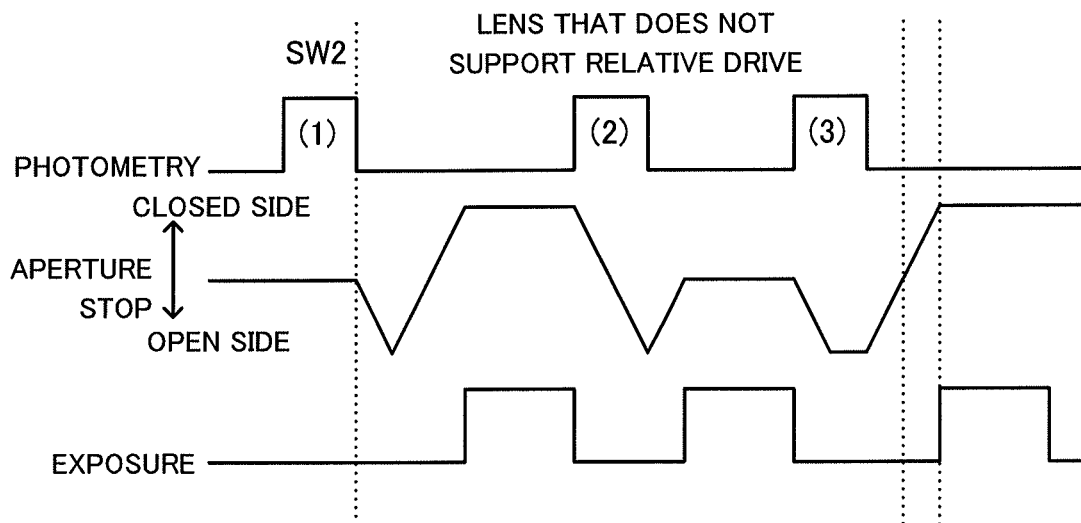 LENS THAT DOES NOT
SUPPORT RELATIVE DRIVE
SW2
(1)
(2)
(3)
PHOTOMETRY
CLOSED SIDE
APERTURE
STOP
OPEN SIDE
EXPOSURE